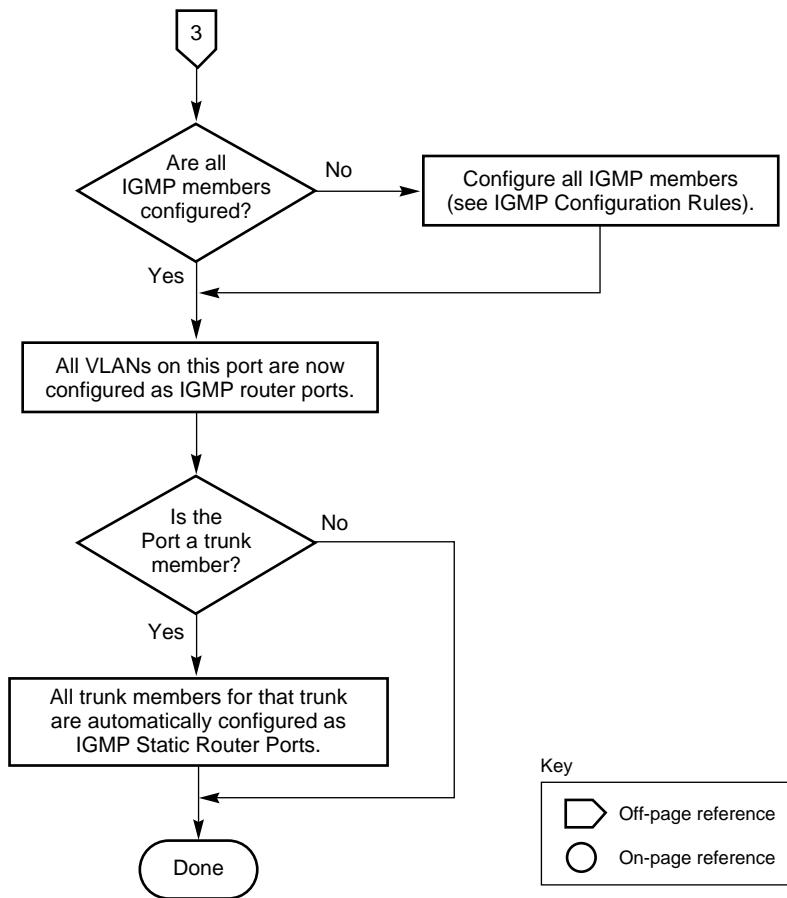 3
Are all
IGMP members
configured?
No
Configure all IGMP members
(see IGMP Configuration Rules).
Yes
All VLANs on this port are now
configured as IGMP router ports.
Is the
Port a trunk
member?
No
Yes
All trunk members for that trunk
are automatically configured as
IGMP Static Router Ports.
Done
Key
Off-page reference
On-page reference